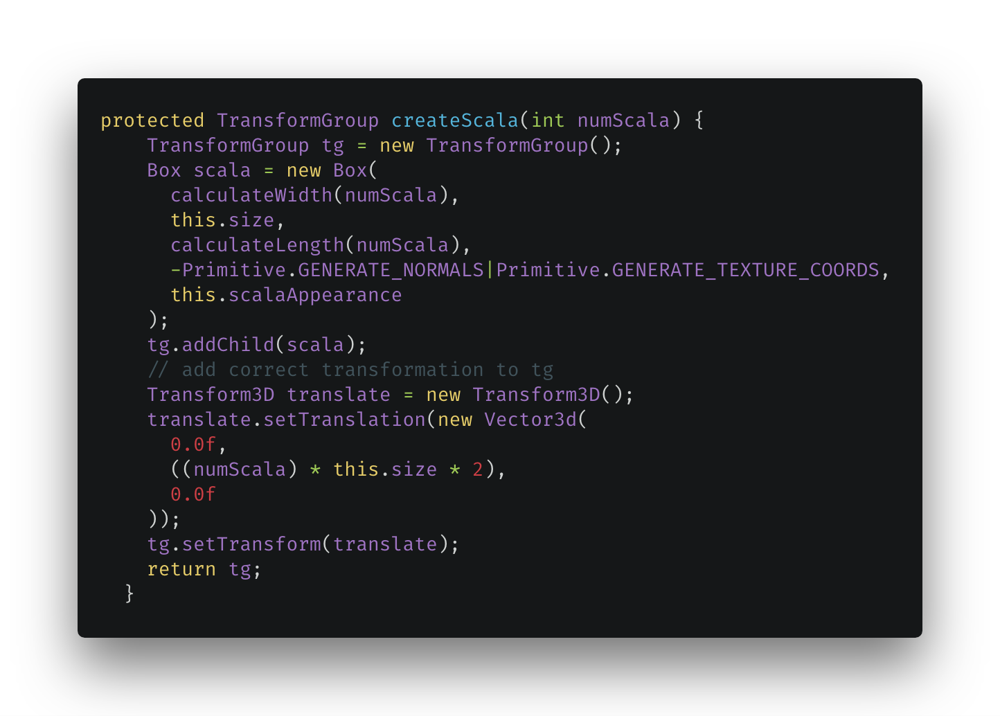 protected TransformGroup createScala(int numScala) {
    TransformGroup tg = new TransformGroup();
    Box scala = new Box(
      calculateWidth(numScala),
      this.size,
      calculateLength(numScala),
      -Primitive.GENERATE_NORMALS|Primitive.GENERATE_TEXTURE_COORDS,
      this.scalaAppearance
    );
    tg.addChild(scala);
    // add correct transformation to tg
    Transform3D translate = new Transform3D();
    translate.setTranslation(new Vector3d(
      0.0f,
      ((numScala) * this.size * 2),
      0.0f
    ));
    tg.setTransform(translate);
    return tg;
  }